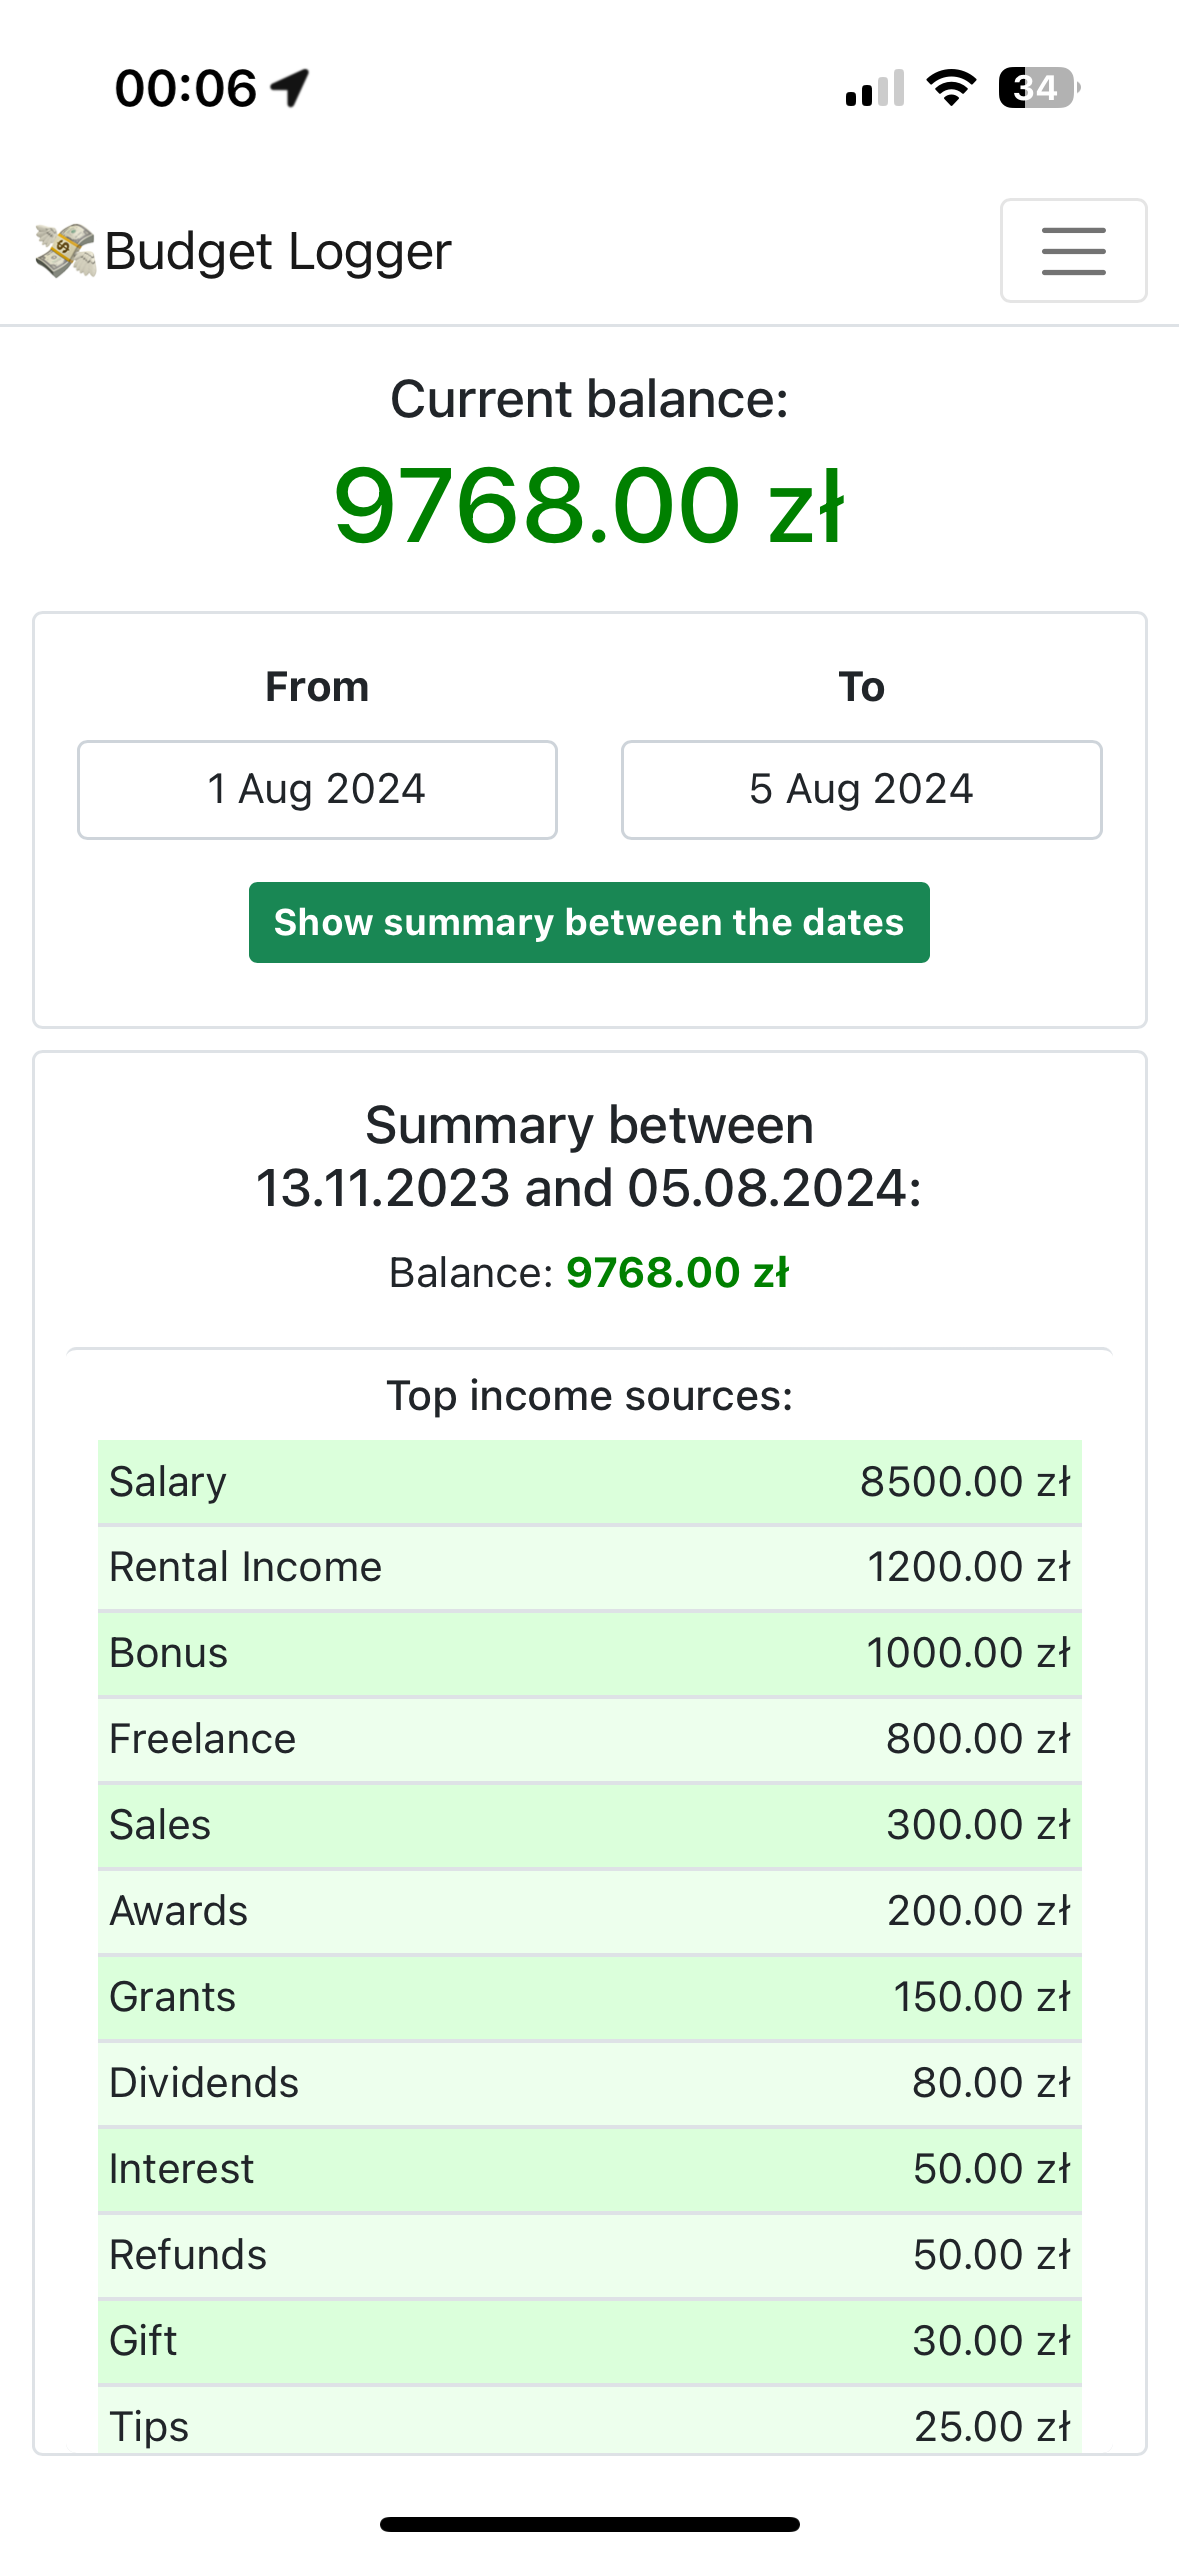 00:06
34
Budget Logger
Current balance:
9768.00 zł
From To
1 Aug 2024 5 Aug 2024
Show summary between the dates
Summary between
13.11.2023 and 05.08.2024:
Balance: 9768.00 zł
Top income sources:
Salary 8500.00 zł
Rental Income 1200.00 zł
Bonus 1000.00 zł
Freelance 800.00 zł
Sales 300.00 zł
Awards 200.00 zł
Grants 150.00 zł
Dividends 80.00 zł
Interest 50.00 zł
Refunds 50.00 zł
Gift 30.00 zł
Tips 25.00 zł